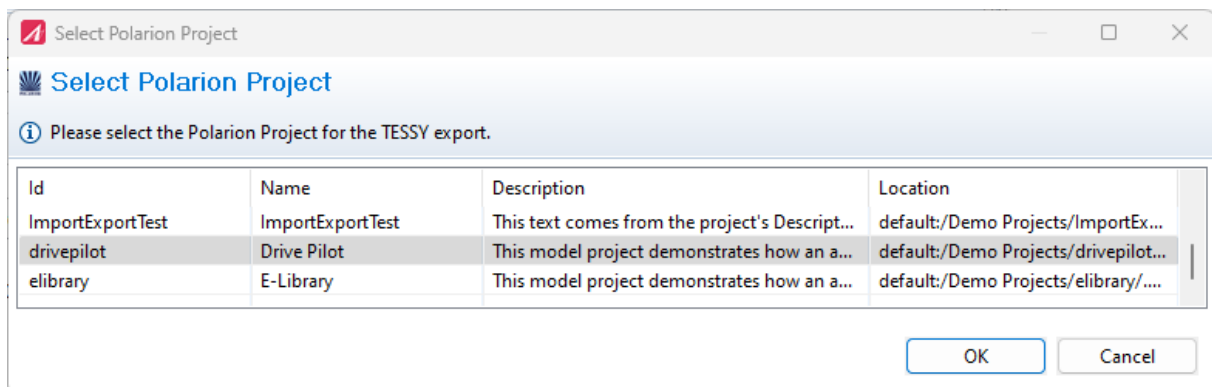 Select Polarion Project
Select Polarion Project
Please select the Polarion Project for the TESSY export.
Id Name Description Location
ImportExportTest ImportExportTest This text comes from the project's Descript... default:/Demo Projects/ImportEx...
drivepilot Drive Pilot This model project demonstrates how an a... default:/Demo Projects/drivepilot...
elibrary E-Library This model project demonstrates how an a... default:/Demo Projects/elibrary/....
OK Cancel